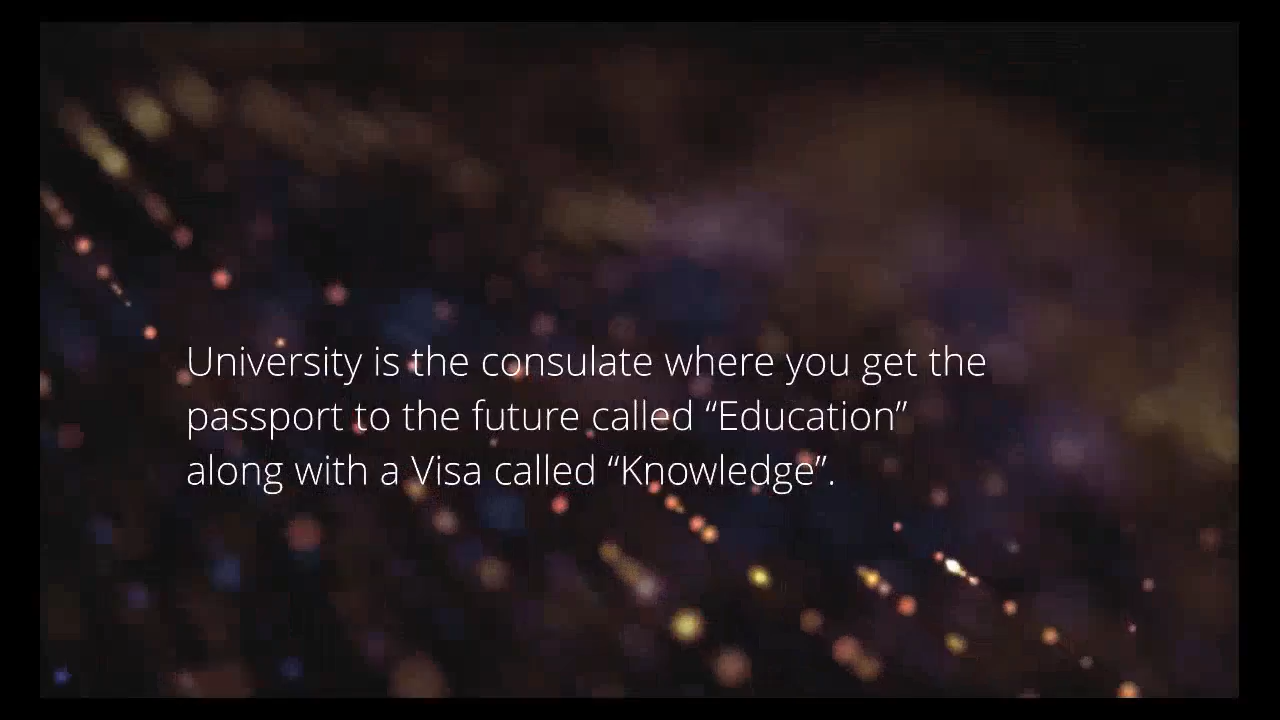 University is the consulate where you get the
passport to the future called “Education”
along with a Visa called “Knowledge”.